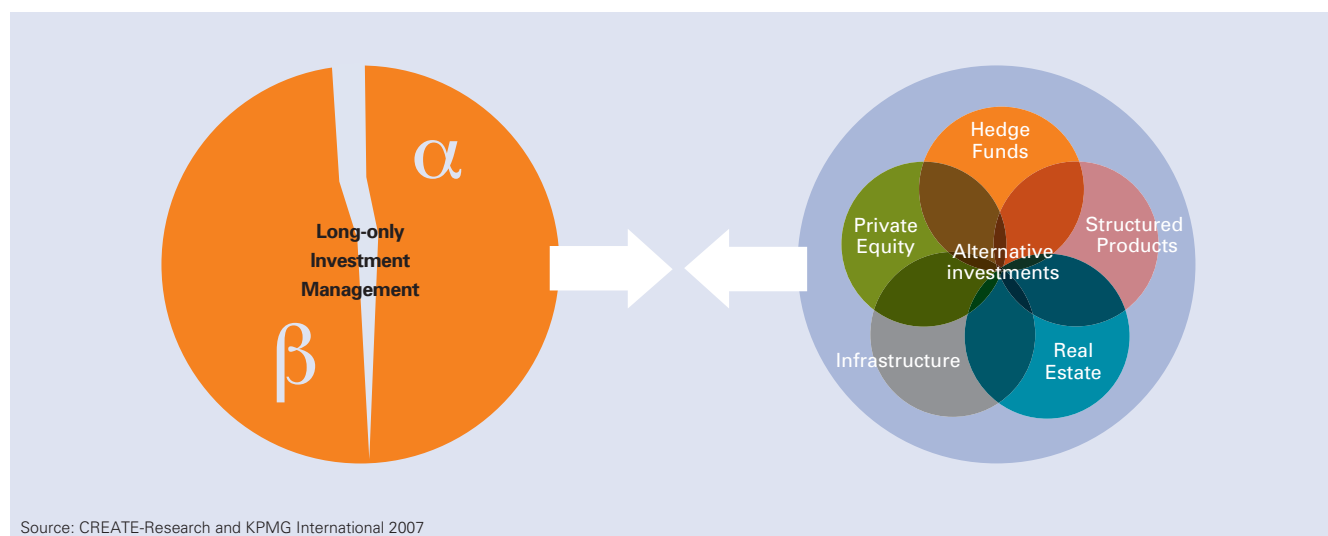 α
Long-only
Investment
Management
β
Hedge
Funds
Private
Equity
Structured
Products
Alternative
investments
Infrastructure
Real
Estate
Source: CREATE-Research and KPMG International 2007